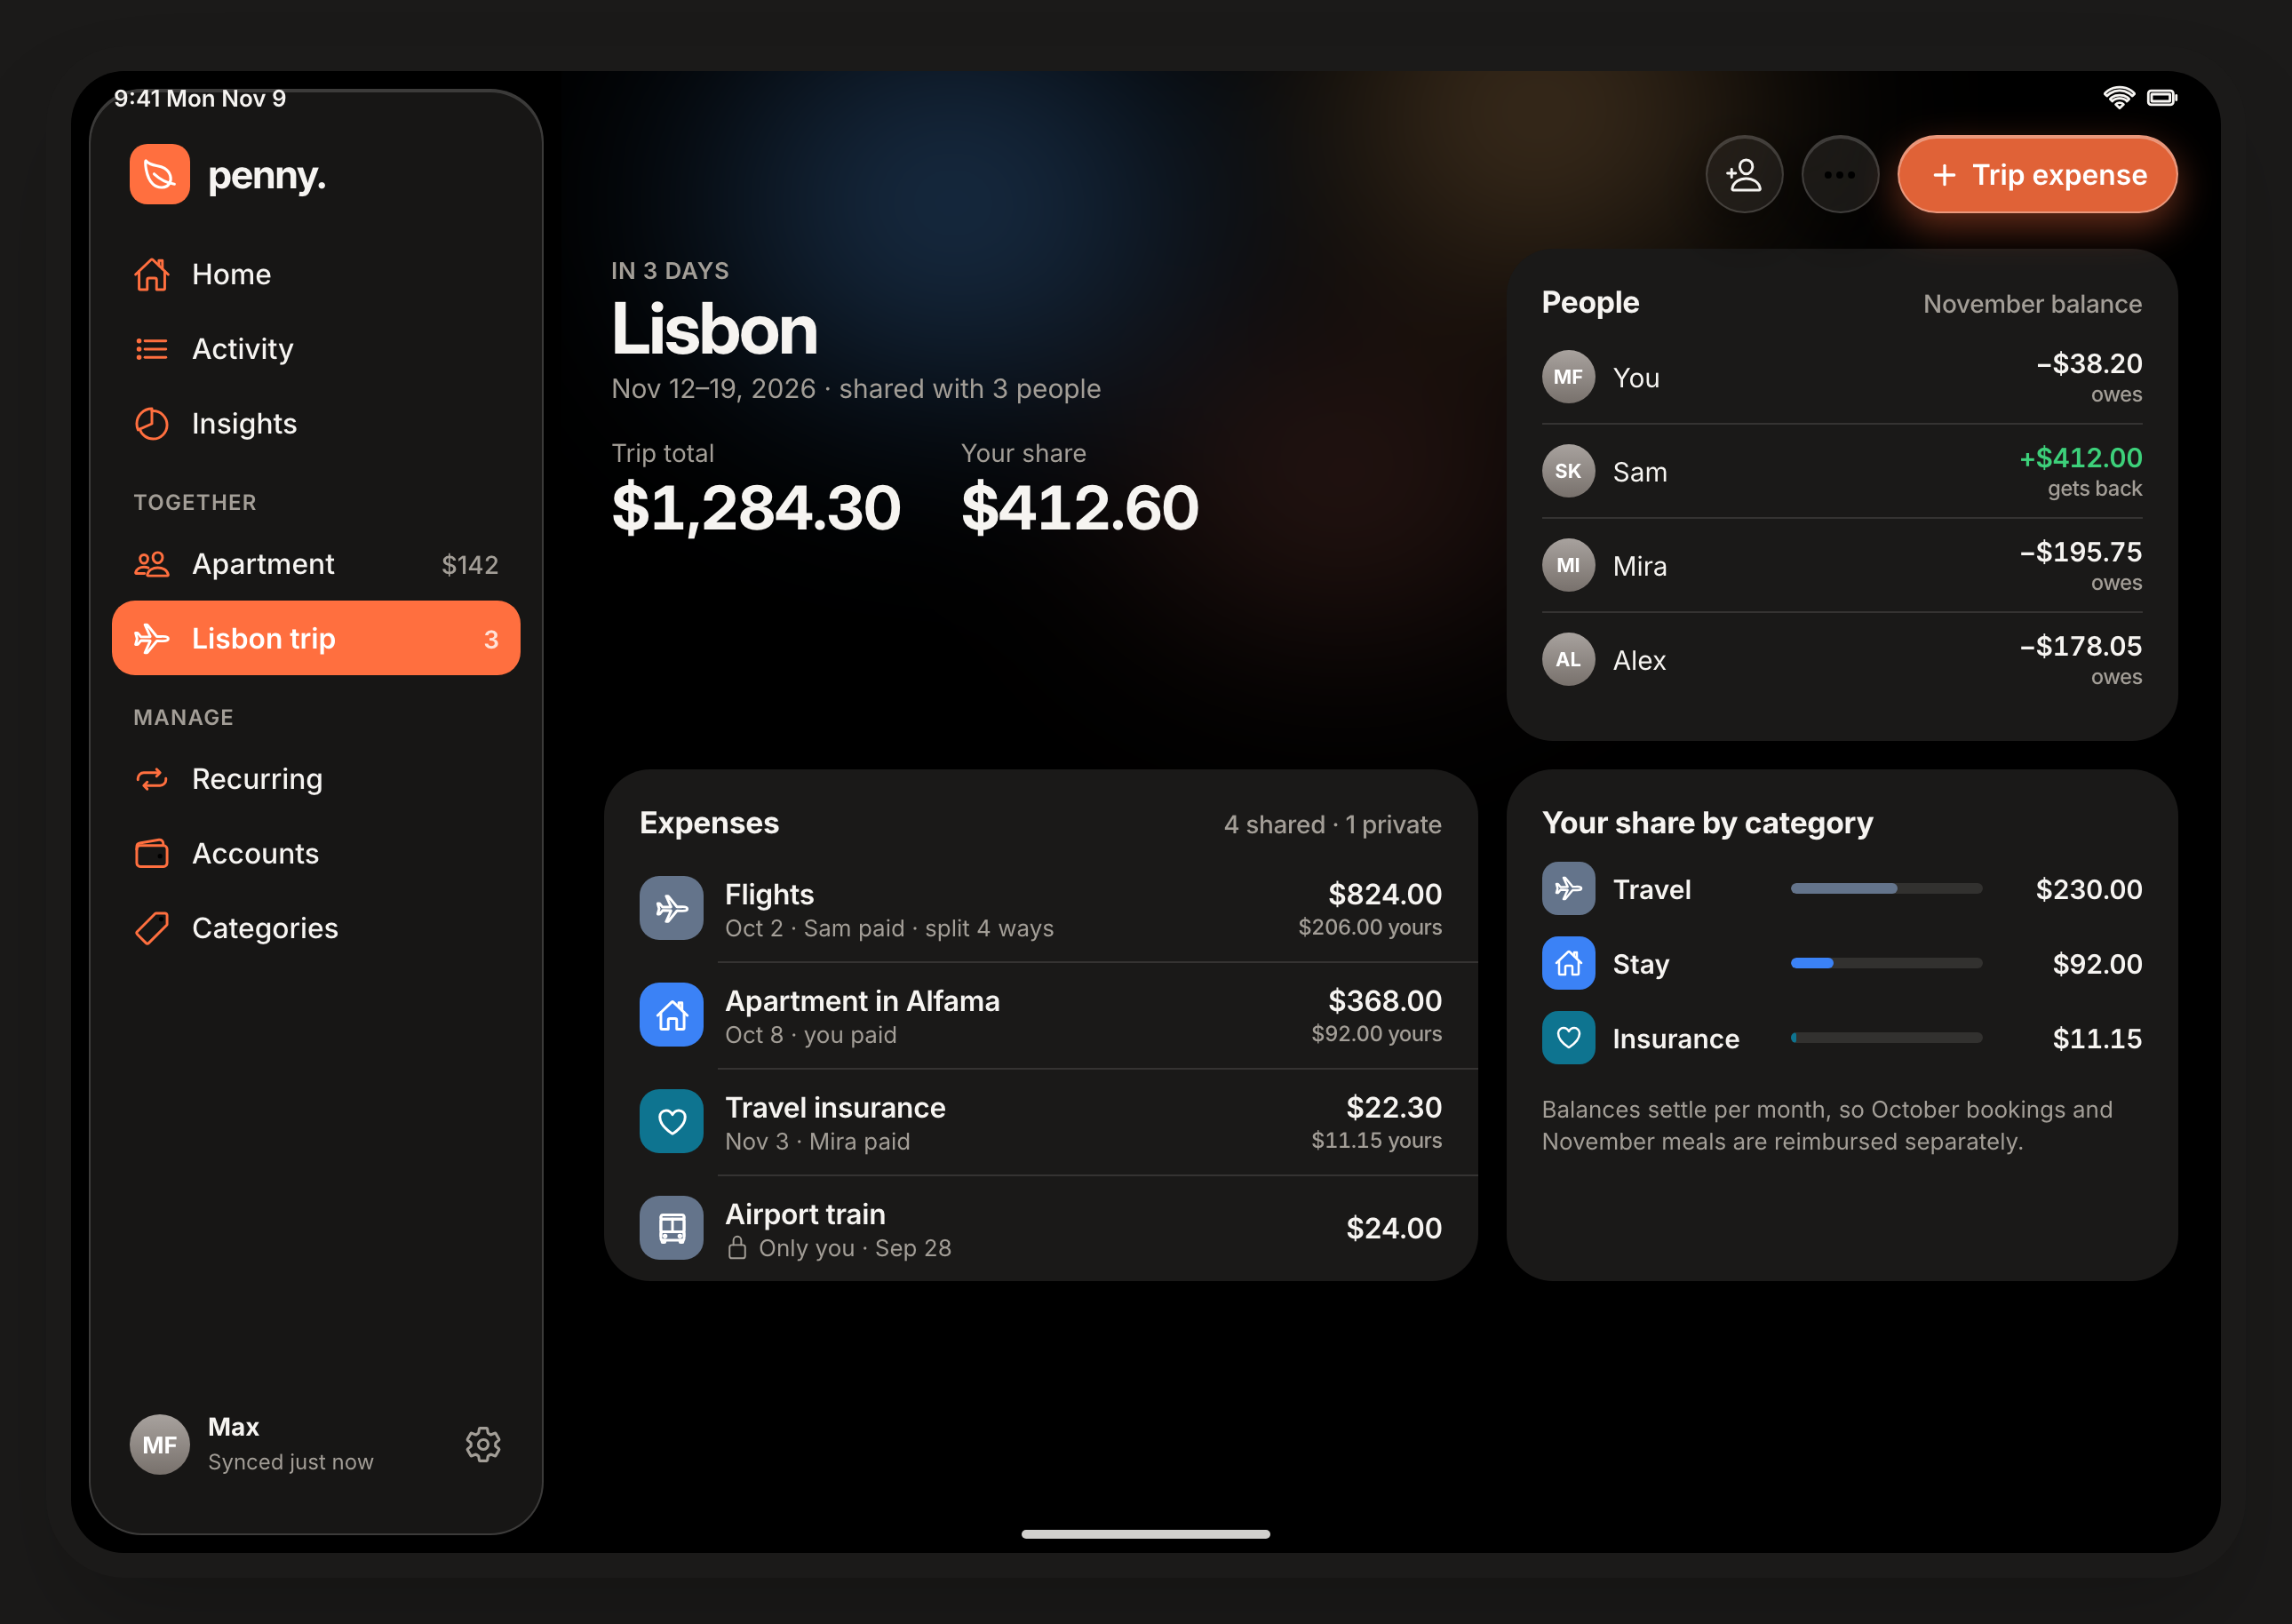 9:41 Mon Nov 9
penny.
Home
Activity
Insights
TOGETHER
Apartment $142
Lisbon trip 3
MANAGE
Recurring
Accounts
Categories
MF
Max
Synced just now
+ Trip expense
IN 3 DAYS
Lisbon
Nov 12–19, 2026 · shared with 3 people
Trip total
$1,284.30
Your share
$412.60
People November balance
MF You −$38.20
owes
SK Sam +$412.00
gets back
MI Mira −$195.75
owes
AL Alex −$178.05
owes
Expenses 4 shared · 1 private
Flights $824.00
Oct 2 · Sam paid · split 4 ways $206.00 yours
Apartment in Alfama $368.00
Oct 8 · you paid $92.00 yours
Travel insurance $22.30
Nov 3 · Mira paid $11.15 yours
Airport train $24.00
Only you · Sep 28
Your share by category
Travel $230.00
Stay $92.00
Insurance $11.15
Balances settle per month, so October bookings and
November meals are reimbursed separately.